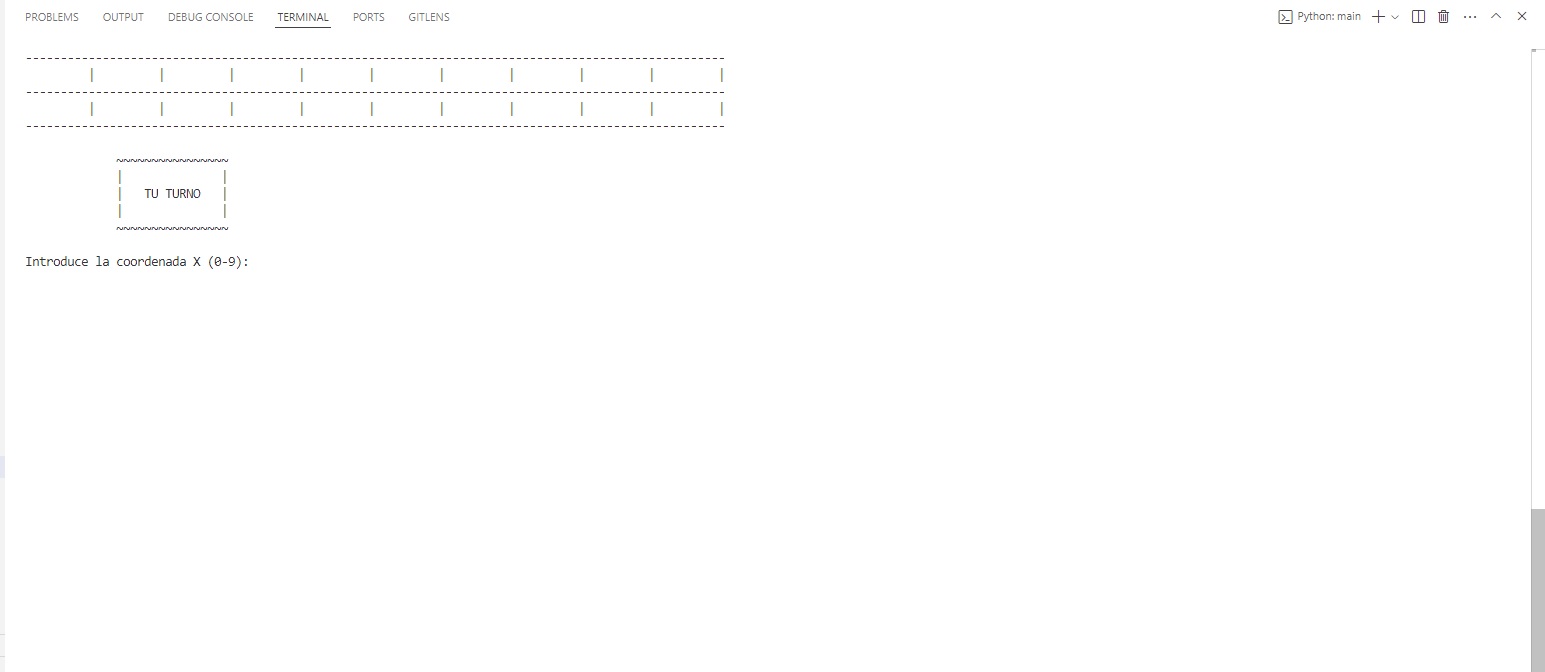 PROBLEMS OUTPUT DEBUG CONSOLE TERMINAL PORTS GITLENS Python: main
----------------------------------------------------------------------------------------------------
| | | | | | | | | |
----------------------------------------------------------------------------------------------------
| | | | | | | | | |
----------------------------------------------------------------------------------------------------
~~~~~~~~~~~~~~~~
| |
| TU TURNO |
| |
~~~~~~~~~~~~~~~~
Introduce la coordenada X (0-9):